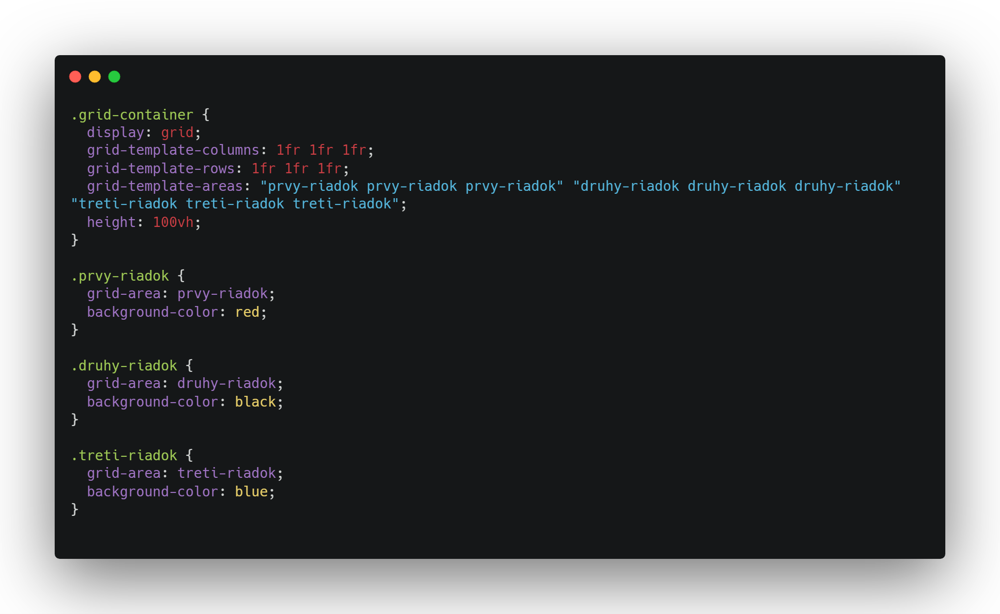 .grid-container {
  display: grid;
  grid-template-columns: 1fr 1fr 1fr;
  grid-template-rows: 1fr 1fr 1fr;
  grid-template-areas: "prvy-riadok prvy-riadok prvy-riadok" "druhy-riadok druhy-riadok druhy-riadok"
"treti-riadok treti-riadok treti-riadok";
  height: 100vh;
}

.prvy-riadok {
  grid-area: prvy-riadok;
  background-color: red;
}

.druhy-riadok {
  grid-area: druhy-riadok;
  background-color: black;
}

.treti-riadok {
  grid-area: treti-riadok;
  background-color: blue;
}